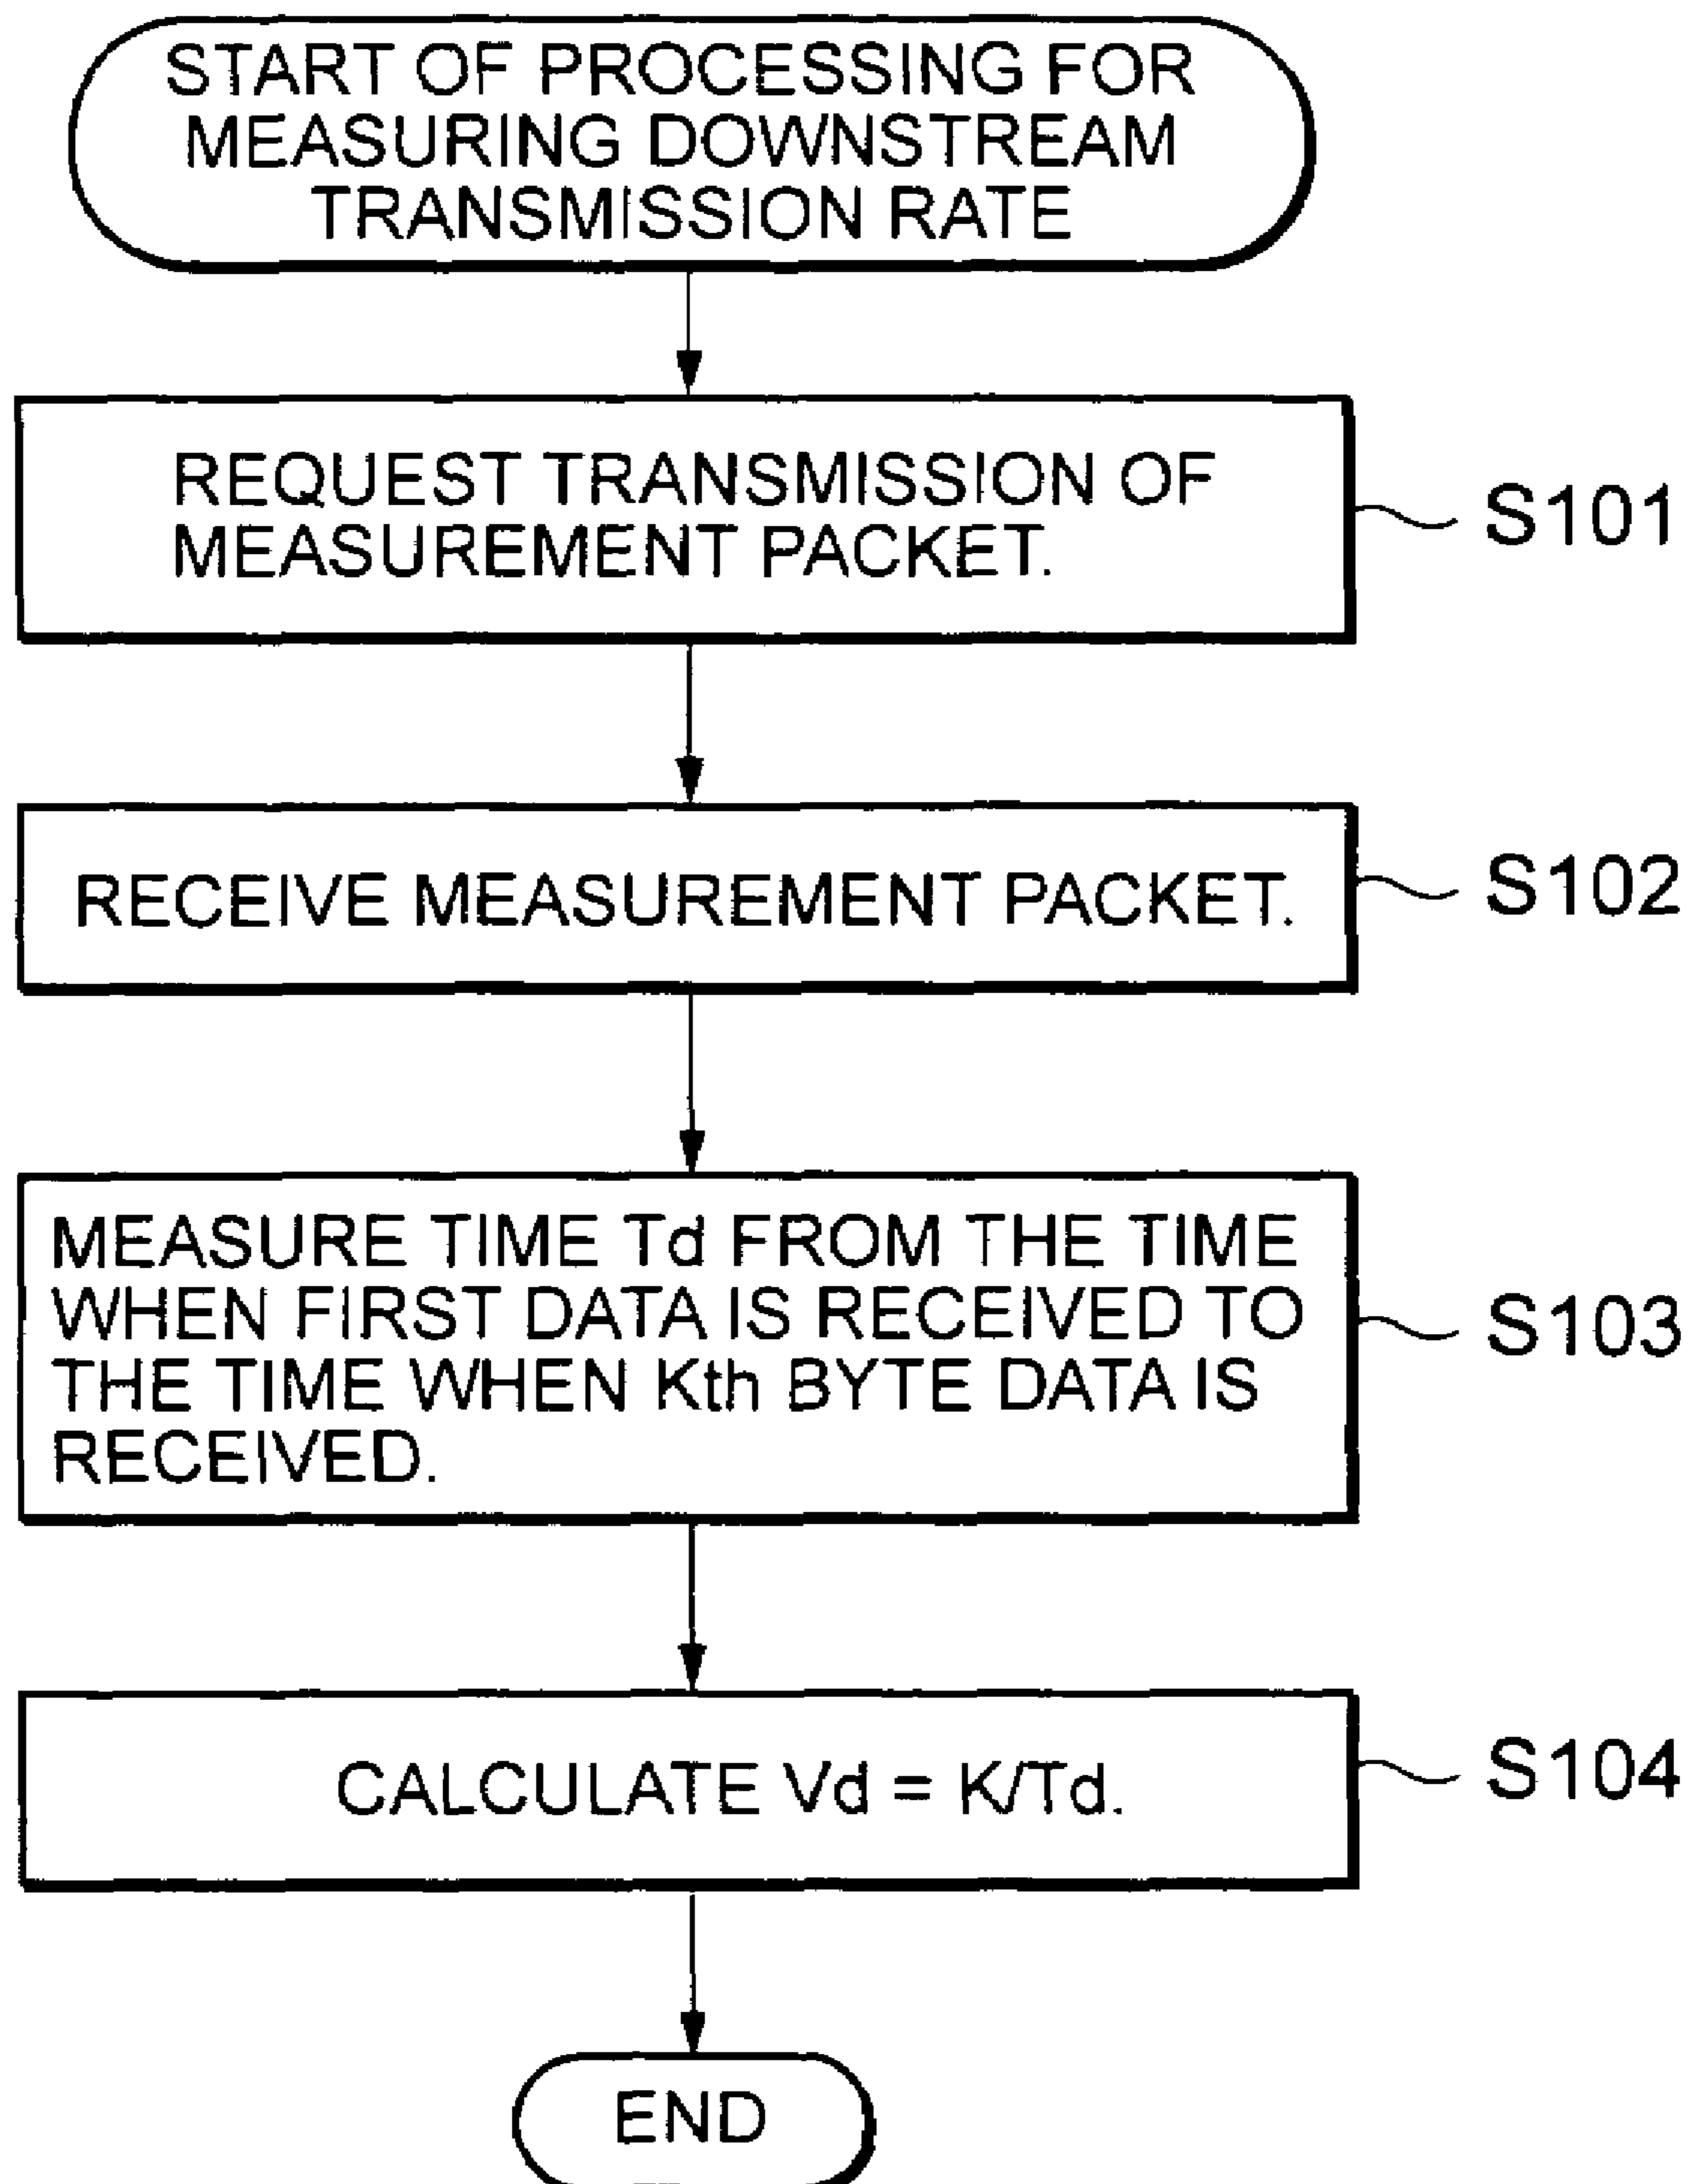 START OF PROCESSING FOR
MEASURING DOWNSTREAM
TRANSMISSION RATE
REQUEST TRANSMISSION OF
MEASUREMENT PACKET.
S101
RECEIVE MEASUREMENT PACKET.
S102
MEASURE TIME Td FROM THE TIME
WHEN FIRST DATA IS RECEIVED TO
THE TIME WHEN Kth BYTE DATA IS
RECEIVED.
S103
CALCULATE Vd = K/Td.
S104
END